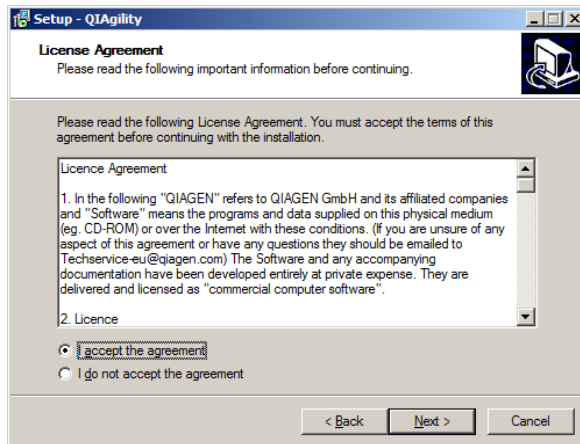 Setup - QIAgility
License Agreement
Please read the following important information before continuing.
Please read the following License Agreement. You must accept the terms of this
agreement before continuing with the installation.
Licence Agreement
1. In the following "QIAGEN" refers to QIAGEN GmbH and its affiliated companies
and "Software" means the programs and data supplied on this physical medium
(eg. CD-ROM) or over the Internet with these conditions. (If you are unsure of any
aspect of this agreement or have any questions they should be emailed to
Techservice-eu@qiagen.com) The Software and any accompanying
documentation have been developed entirely at private expense. They are
delivered and licensed as "commercial computer software".
2. Licence
I accept the agreement
I do not accept the agreement
< Back Next > Cancel